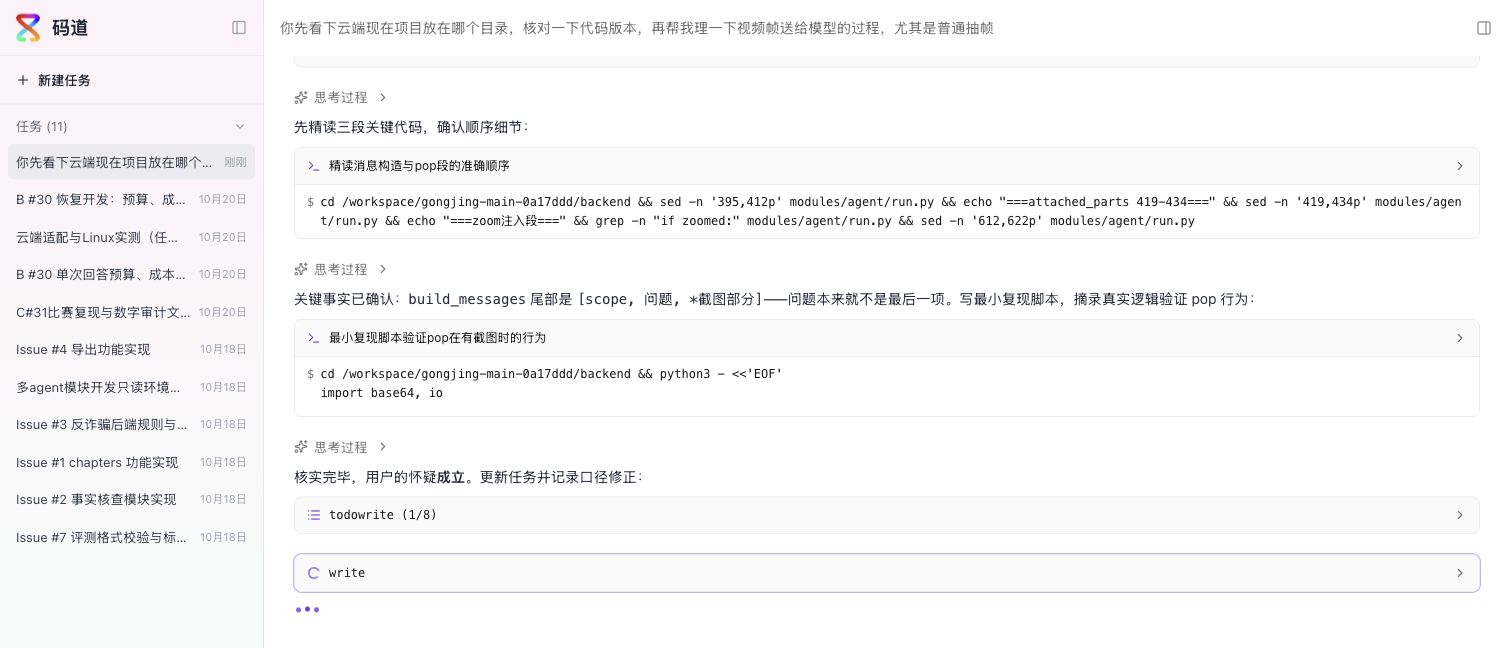 码道
新建任务
任务 (11)
你先看下云端现在项目放在哪个... 刚刚
B #30 恢复开发：预算、成... 10月20日
云端适配与Linux实测（任... 10月20日
B #30 单次回答预算、成本... 10月20日
C#31比赛复现与数字审计文... 10月20日
Issue #4 导出功能实现 10月18日
多agent模块开发只读环境... 10月18日
Issue #3 反诈骗后端规则与... 10月18日
Issue #1 chapters 功能实现 10月18日
Issue #2 事实核查模块实现 10月18日
Issue #7 评测格式校验与标... 10月18日
你先看下云端现在项目放在哪个目录，核对一下代码版本，再帮我理一下视频帧送给模型的过程，尤其是普通抽帧
思考过程
先精读三段关键代码，确认顺序细节：
精读消息构造与pop段的准确顺序
$ cd /workspace/gongjing-main-0a17ddd/backend && sed -n '395,412p' modules/agent/run.py && echo "===attached_parts 419-434===" && sed -n '419,434p' modules/agen
t/run.py && echo "===zoom注入段===" && grep -n "if zoomed:" modules/agent/run.py && sed -n '612,622p' modules/agent/run.py
思考过程
关键事实已确认：build_messages 尾部是 [scope, 问题, *截图部分]——问题本来就不是最后一项。写最小复现脚本，摘录真实逻辑验证 pop 行为：
最小复现脚本验证pop在有截图时的行为
$ cd /workspace/gongjing-main-0a17ddd/backend && python3 - <<'EOF'
import base64, io
思考过程
核实完毕，用户的怀疑成立。更新任务并记录口径修正：
todowrite (1/8)
write